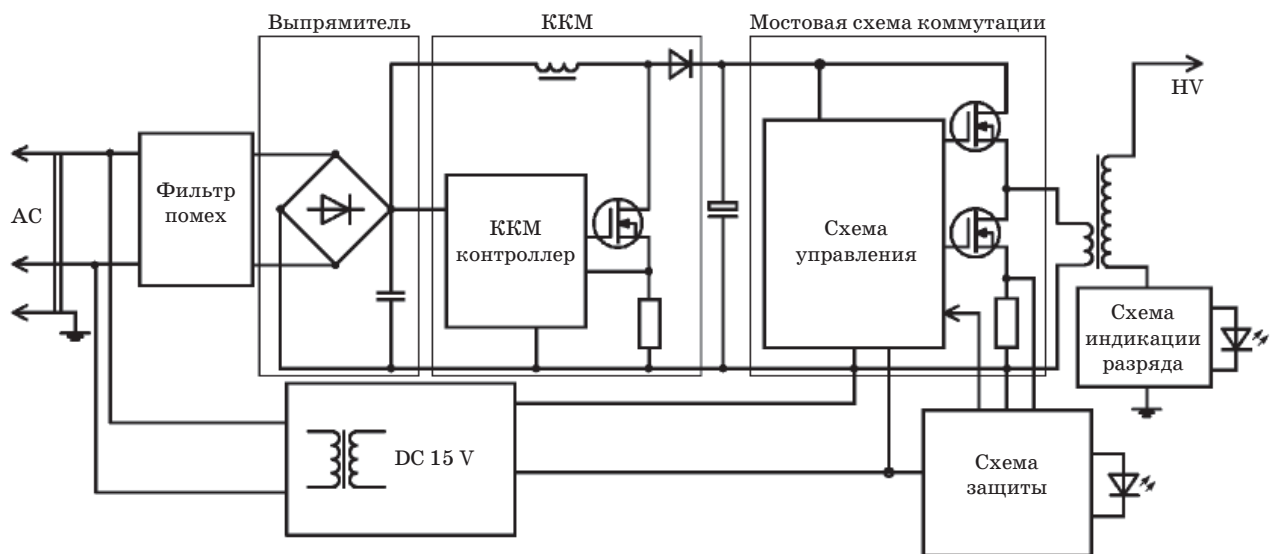 Выпрямитель
ККМ
Мостовая схема коммутации
HV
AC
Фильтр
помех
ККМ
контроллер
Схема
управления
Схема
индикации
разряда
DC 15 V
Схема
защиты